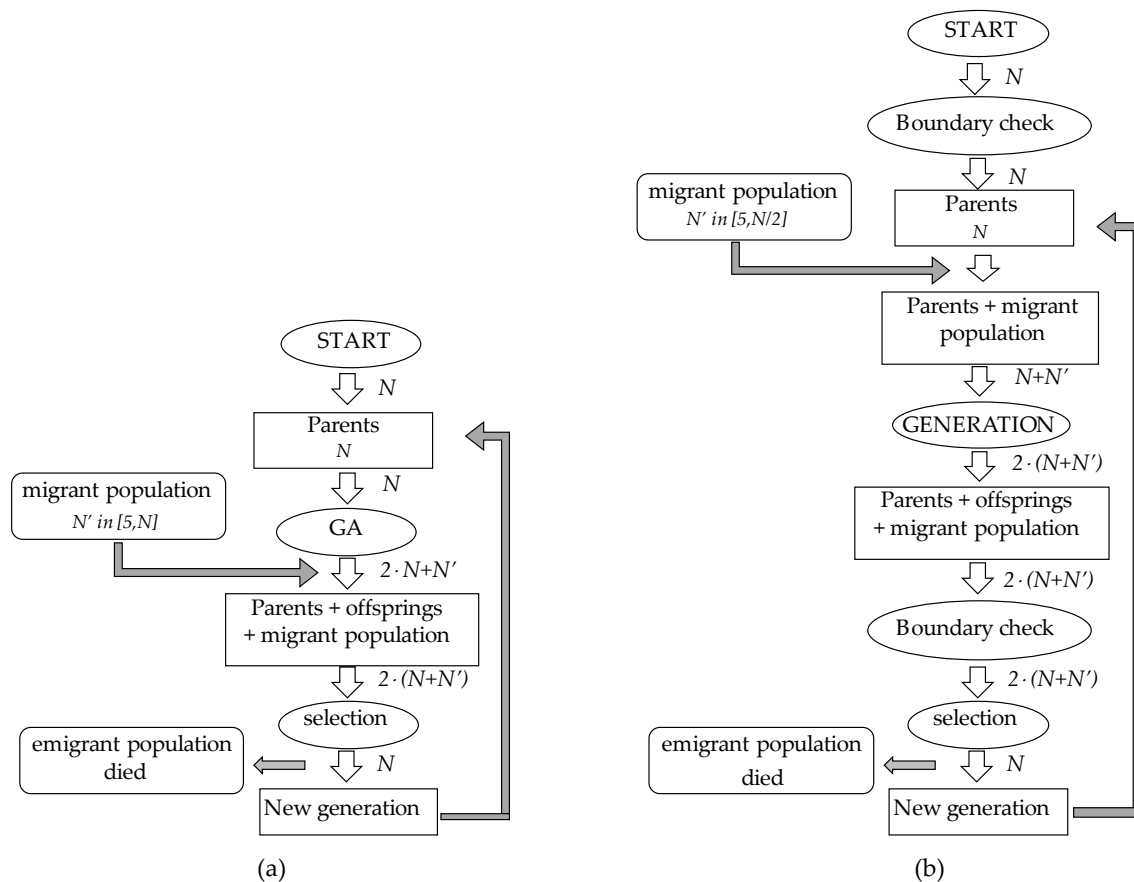 START
N
Parents
N
N
migrant population
N' in [5,N]
GA
2 · N+N'
Parents + offsprings
+ migrant population
2 · (N+N')
selection
emigrant population
died
N
New generation
(a)
START
N
Boundary check
N
migrant population
N' in [5,N/2]
Parents
N
Parents + migrant
population
N+N'
GENERATION
2 · (N+N')
Parents + offsprings
+ migrant population
2 · (N+N')
Boundary check
2 · (N+N')
selection
emigrant population
died
N
New generation
(b)